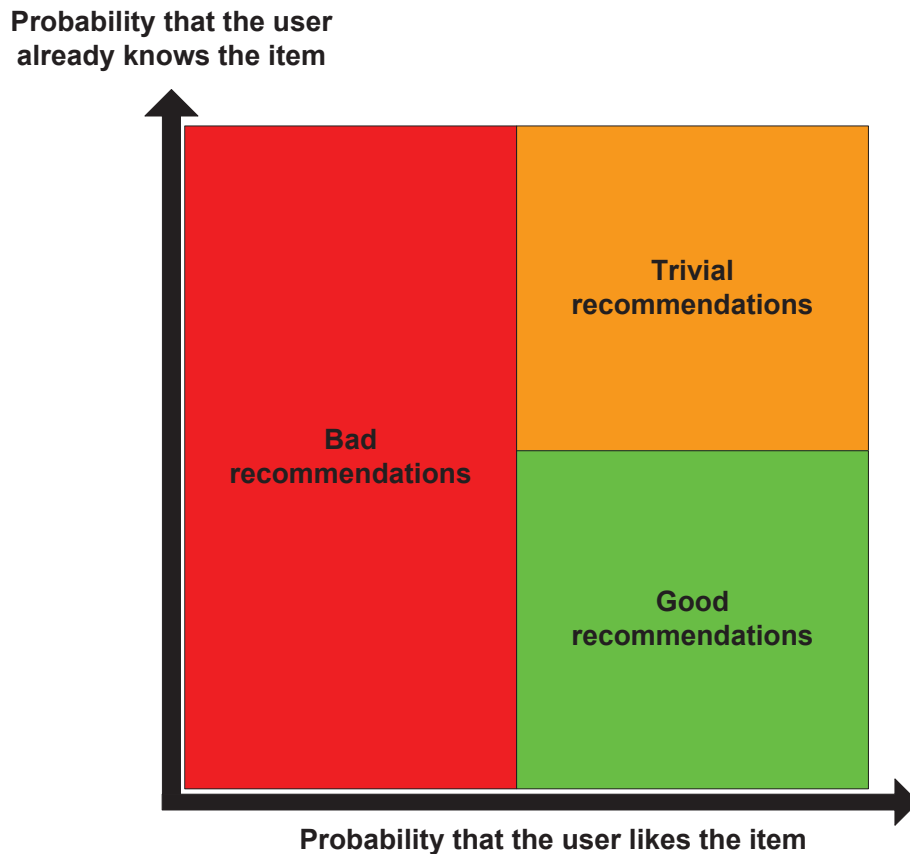 Probability that the user
already knows the item
Trivial
recommendations
Bad
recommendations
Good
recommendations
Probability that the user likes the item